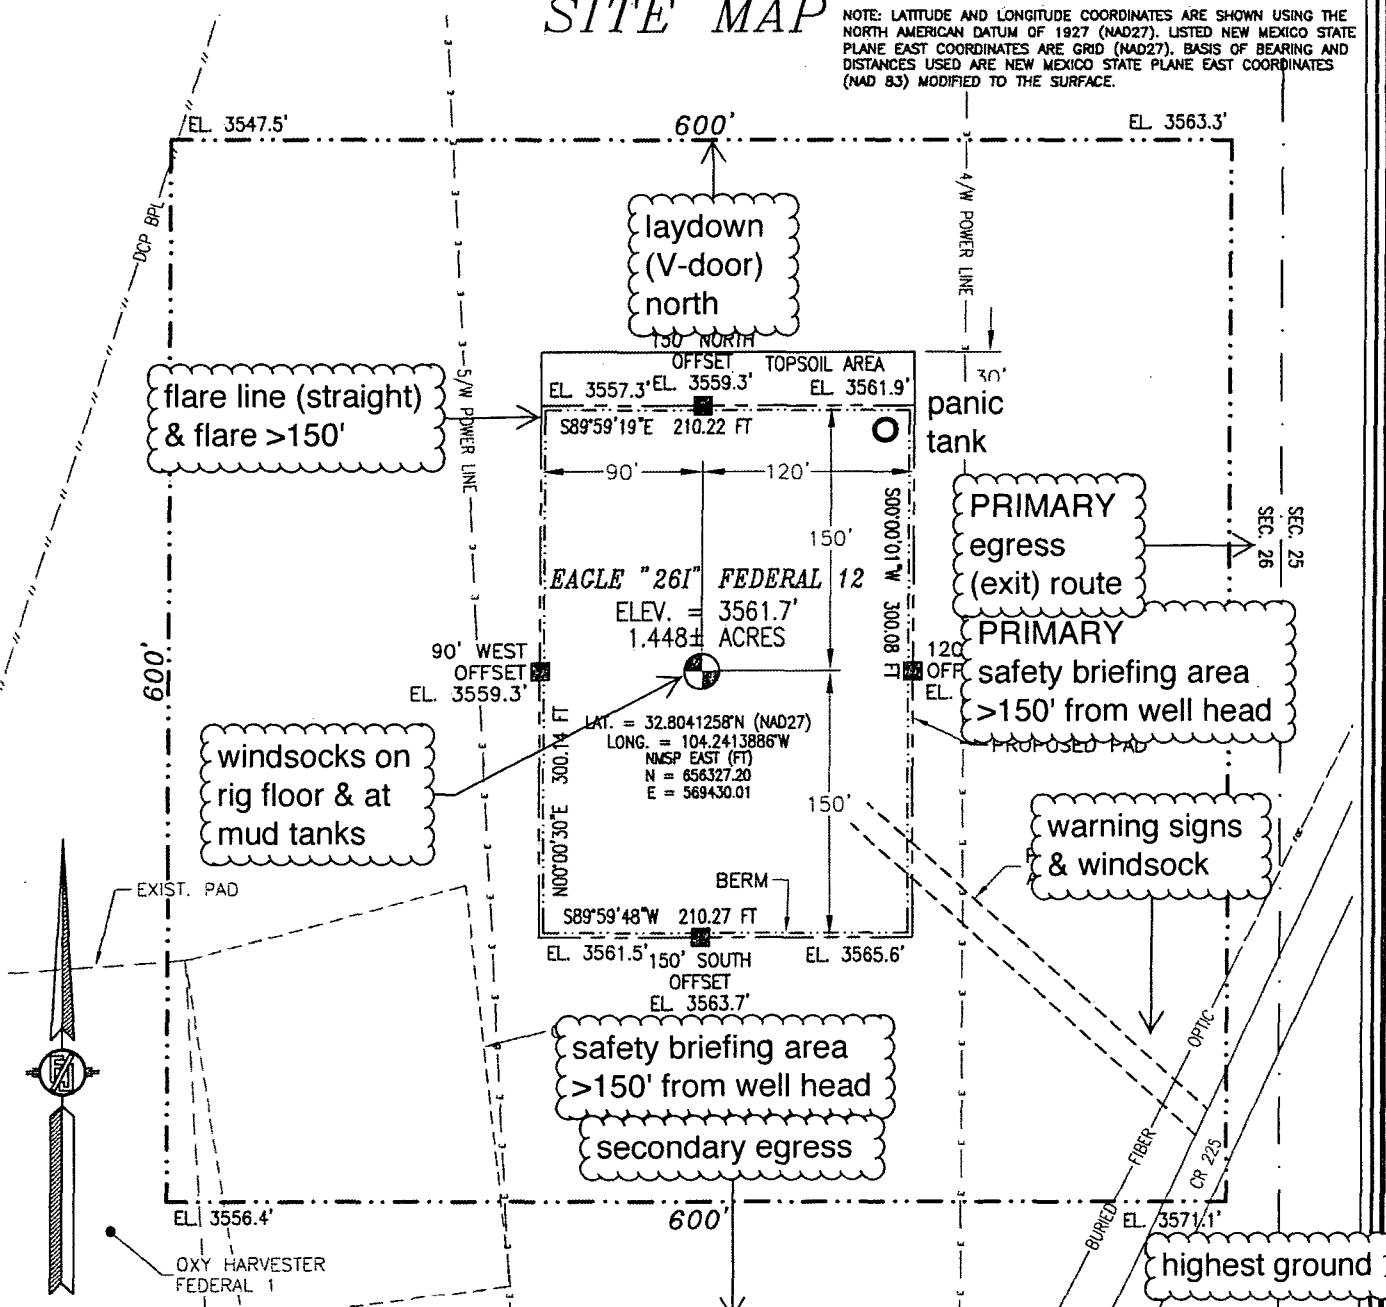 SITE MAP
NOTE: LATITUDE AND LONGITUDE COORDINATES ARE SHOWN USING THE
NORTH AMERICAN DATUM OF 1927 (NAD27). LISTED NEW MEXICO STATE
PLANE EAST COORDINATES ARE GRID (NAD27). BASIS OF BEARING AND
DISTANCES USED ARE NEW MEXICO STATE PLANE EAST COORDINATES
(NAD 83) MODIFIED TO THE SURFACE.
EL. 3547.5'
600'
EL. 3563.3'
DCP BPL
5/W POWER LINE
4/W POWER LINE
laydown
(V-door)
north
150' NORTH
OFFSET
EL. 3559.3'
TOPSOIL AREA
30'
EL. 3557.3'
EL. 3561.9'
flare line (straight)
& flare >150'
panic
tank
S89°59'19"E 210.22 FT
90'
120'
150'
S00°00'01"W 300.08 FT
PRIMARY
egress
(exit) route
SEC. 26
SEC. 25
EAGLE "26I" FEDERAL 12
ELEV. = 3561.7'
1.448± ACRES
PRIMARY
safety briefing area
>150' from well head
600'
90' WEST
OFFSET
EL. 3559.3'
120
OFF
EL.
PROPOSED PAD
LAT. = 32.8041258°N (NAD27)
LONG. = 104.2413886°W
NMSP EAST (FT)
N = 656327.20
E = 569430.01
windsocks on
rig floor & at
mud tanks
N00°00'30"E 300.14 FT
150'
warning signs
& windsock
EXIST. PAD
BERM
S89°59'48"W 210.27 FT
EL. 3561.5'
150' SOUTH
OFFSET
EL. 3563.7'
EL. 3565.6'
safety briefing area
>150' from well head
secondary egress
BURIED FIBER OPTIC
CR 225
EL. 3556.4'
600'
EL. 3571.1'
OXY HARVESTER
FEDERAL 1
highest ground